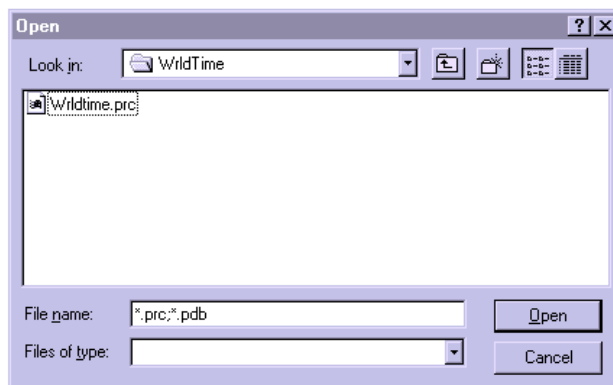 Open
Look in: WrldTime
Wrldtime.prc
File name: *.prc;*.pdb Open
Files of type: Cancel